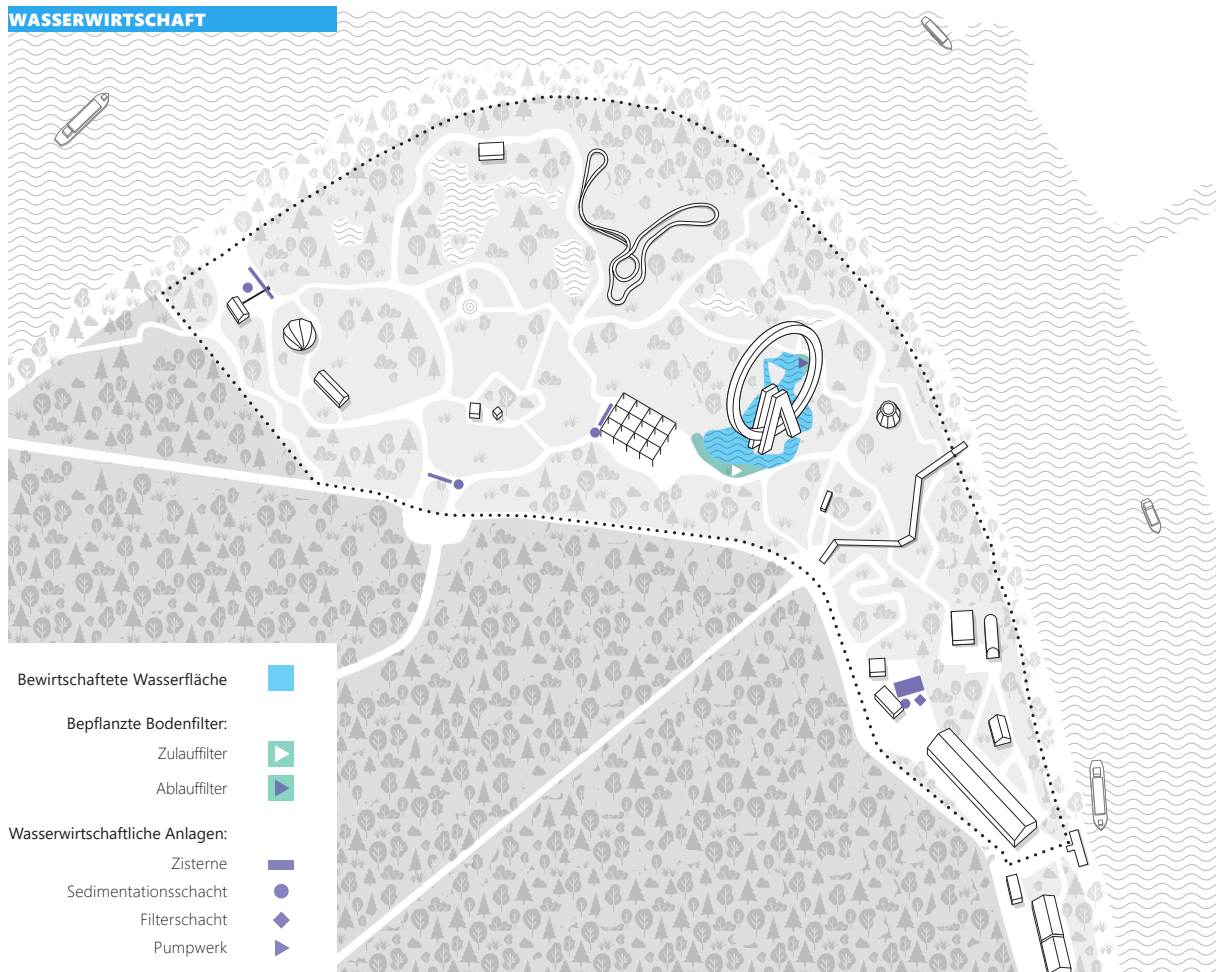 WASSERWIRTSCHAFT
Bewirtschaftete Wasserfläche
Bepflanzte Bodenfilter:
Zulauffilter
Ablauffilter
Wasserwirtschaftliche Anlagen:
Zisterne
Sedimentationsschacht
Filterschacht
Pumpwerk